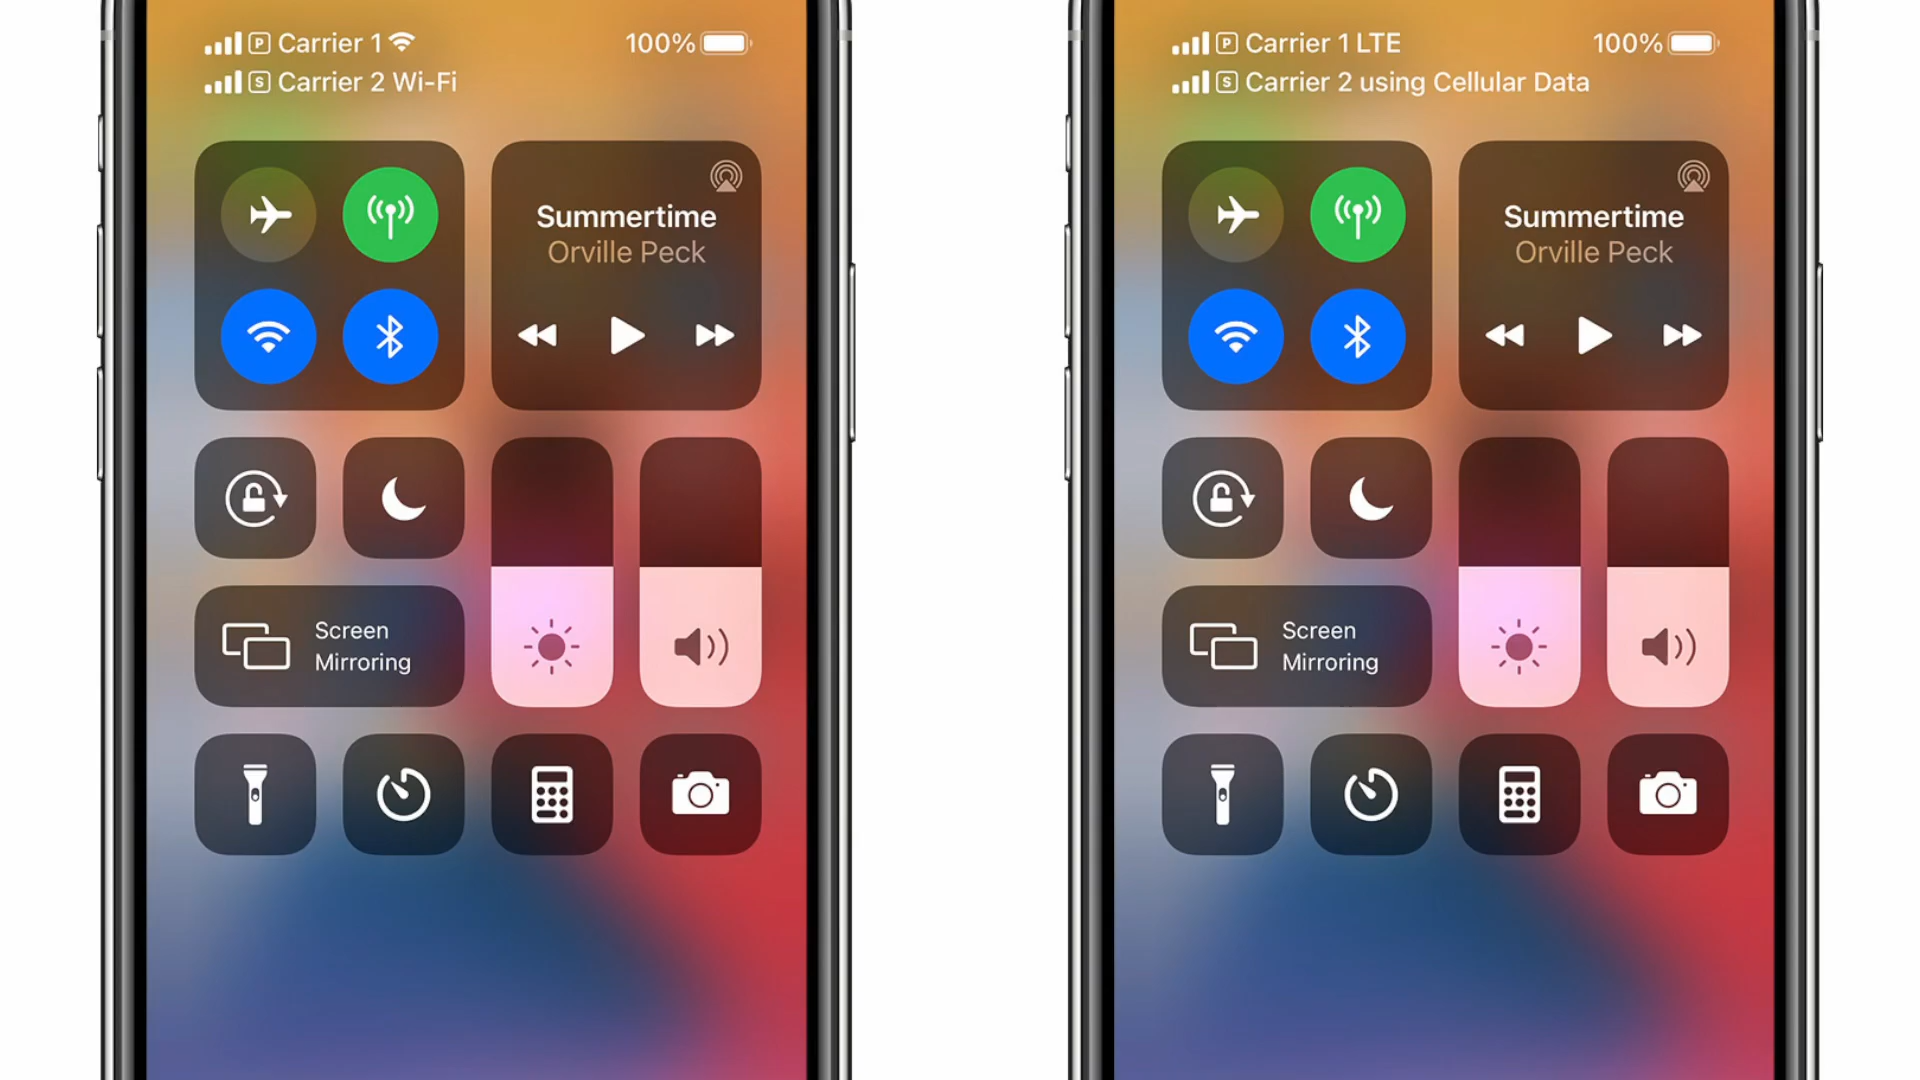 P Carrier 1 100%
S Carrier 2 Wi-Fi
Summertime
Orville Peck
Screen
Mirroring
P Carrier 1 LTE 100%
S Carrier 2 using Cellular Data
Summertime
Orville Peck
Screen
Mirroring